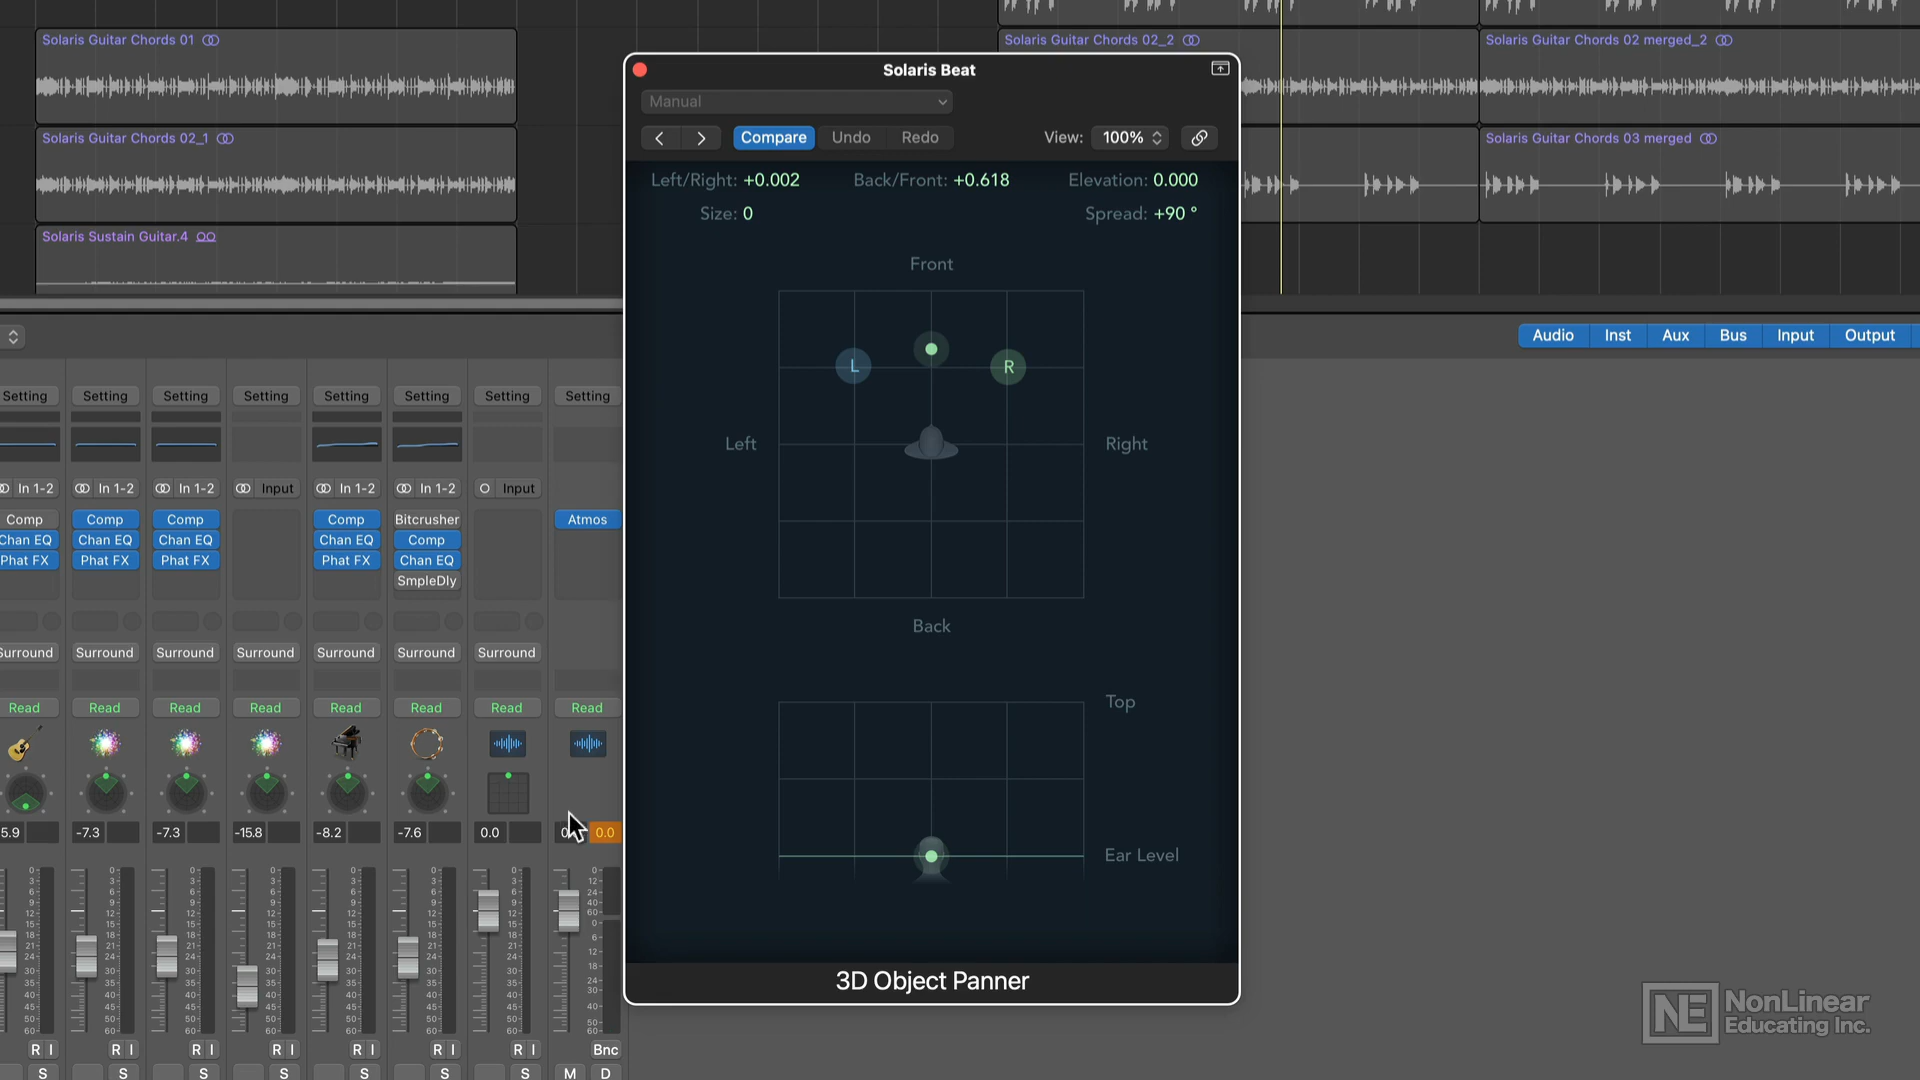 Solaris Guitar Chords 01
Solaris Guitar Chords 02_2
Solaris Guitar Chords 02 merged_2
Solaris Guitar Chords 02_1
Solaris Guitar Chords 03 merged
Solaris Sustain Guitar.4
Solaris Beat
Manual
Compare Undo Redo View: 100%
Left/Right: +0.002 Back/Front: +0.618 Elevation: 0.000
Size: 0 Spread: +90 °
Front
L R
Left Right
Back
Top
Ear Level
3D Object Panner
Audio Inst Aux Bus Input Output
Setting Setting Setting Setting Setting Setting Setting Setting
In 1-2 In 1-2 In 1-2 Input In 1-2 In 1-2 Input
Comp Comp Comp Comp Bitcrusher Atmos
Chan EQ Chan EQ Chan EQ Chan EQ Comp
Phat FX Phat FX Phat FX Phat FX Chan EQ
SmpleDly
Surround Surround Surround Surround Surround Surround Surround
Read Read Read Read Read Read Read Read
5.9 -7.3 -7.3 -15.8 -8.2 -7.6 0.0 0.0
R I R I R I R I R I R I R I Bnc
S S S S S S S M D
NE NonLinear
Educating Inc.